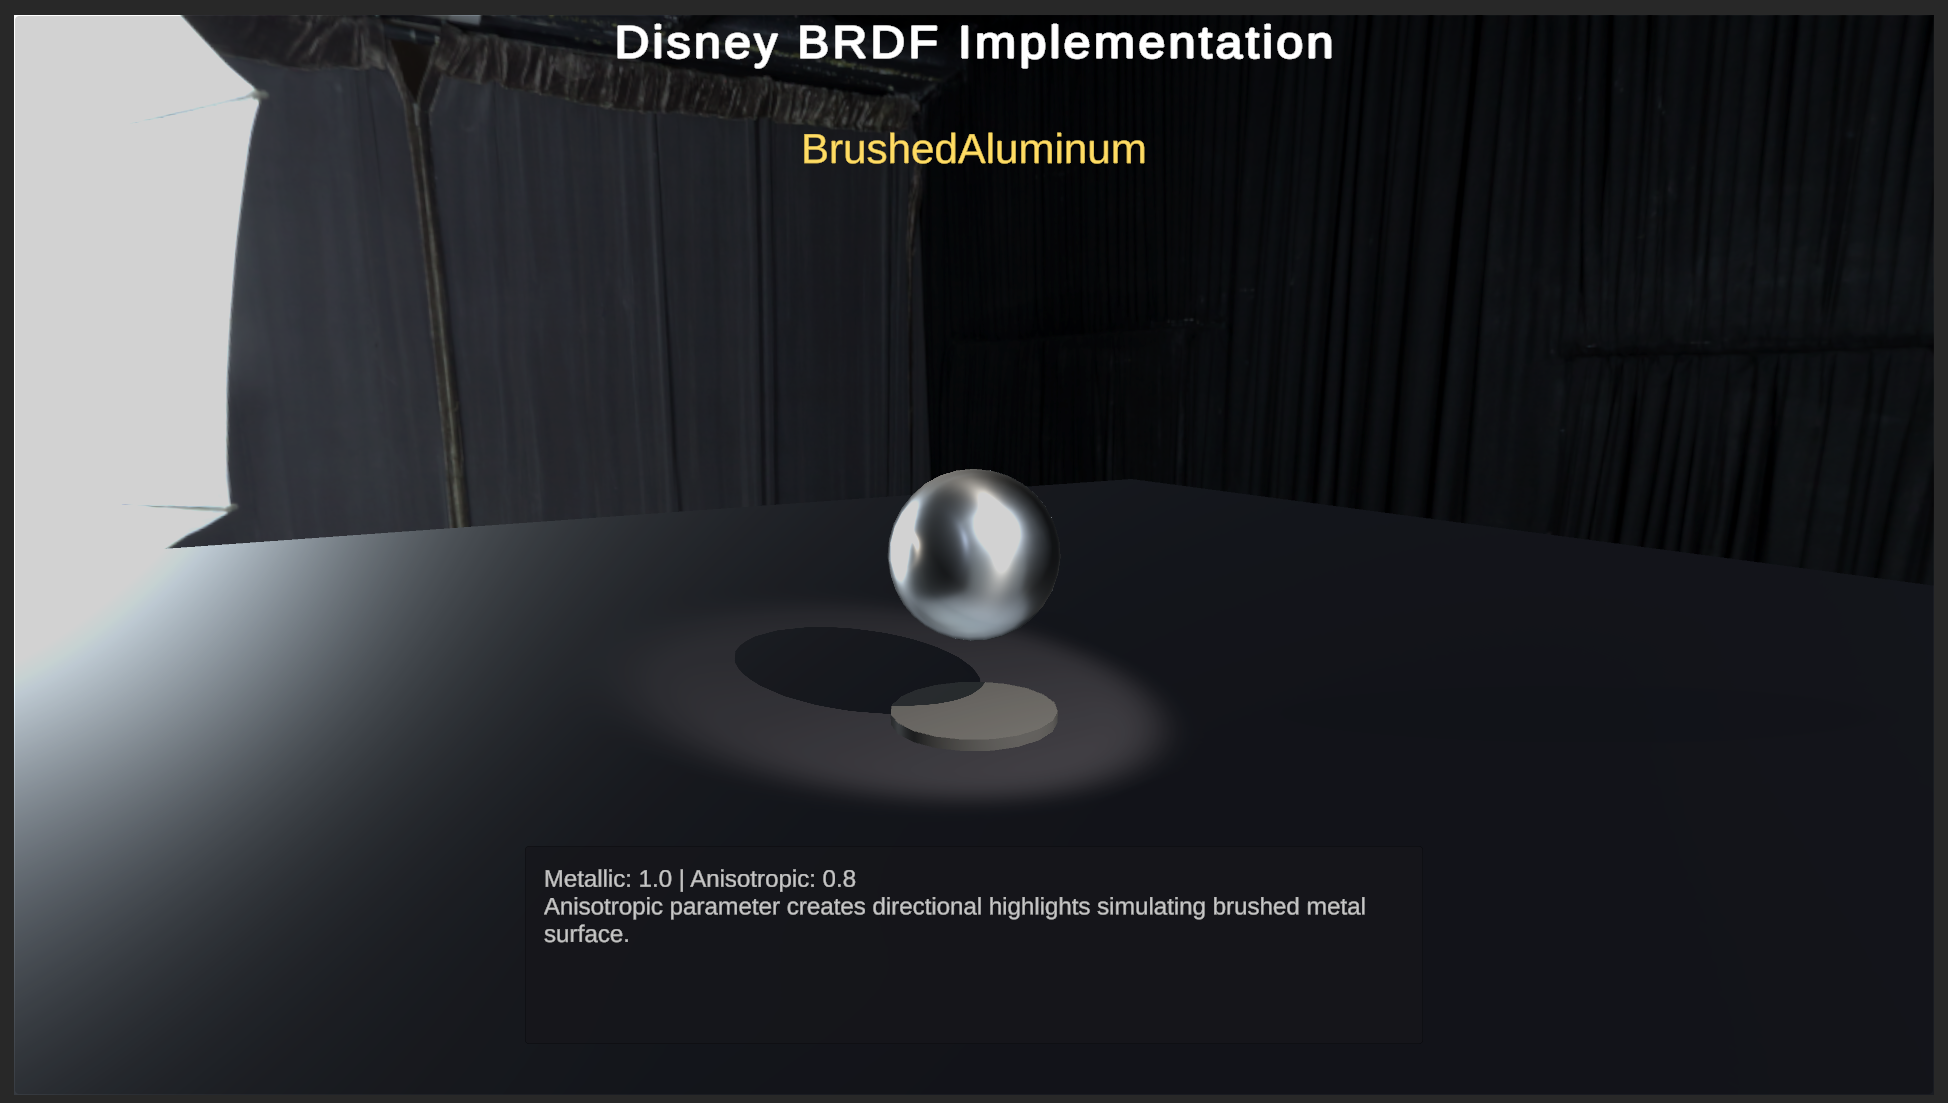 Disney BRDF Implementation
BrushedAluminum
Metallic: 1.0 | Anisotropic: 0.8
Anisotropic parameter creates directional highlights simulating brushed metal
surface.